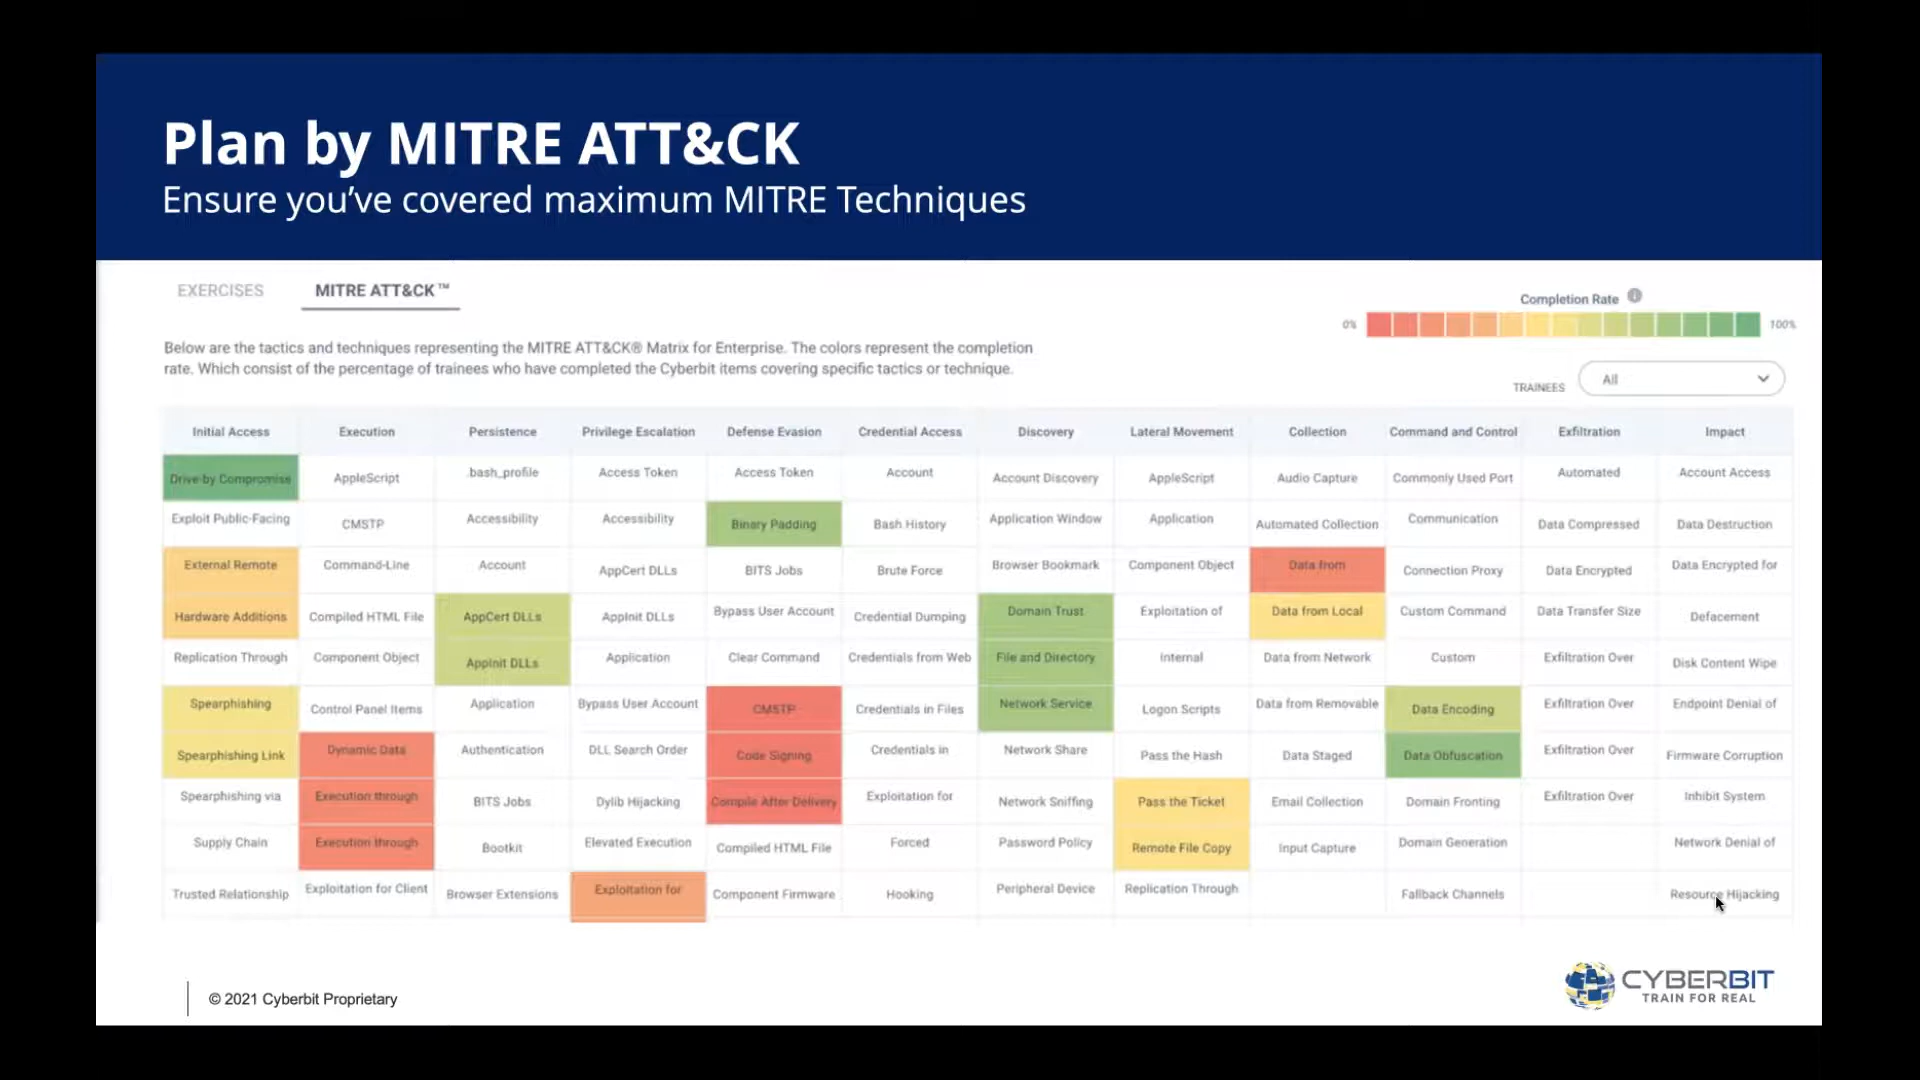 Plan by MITRE ATT&CK
Ensure you've covered maximum MITRE Techniques
EXERCISES MITRE ATT&CK™
Completion Rate
0% 100%
Below are the tactics and techniques representing the MITRE ATT&CK® Matrix for Enterprise. The colors represent the completion
rate. Which consist of the percentage of trainees who have completed the Cyberbit items covering specific tactics or technique.
TRAINEES All
Initial Access Execution Persistence Privilege Escalation Defense Evasion Credential Access Discovery Lateral Movement Collection Command and Control Exfiltration Impact
Drive-by Compromise AppleScript .bash_profile Access Token Access Token Account Account Discovery AppleScript Audio Capture Commonly Used Port Automated Account Access
Exploit Public-Facing CMSTP Accessibility Accessibility Binary Padding Bash History Application Window Application Automated Collection Communication Data Compressed Data Destruction
External Remote Command-Line Account AppCert DLLs BITS Jobs Brute Force Browser Bookmark Component Object Data from Connection Proxy Data Encrypted Data Encrypted for
Hardware Additions Compiled HTML File AppCert DLLs AppInit DLLs Bypass User Account Credential Dumping Domain Trust Exploitation of Data from Local Custom Command Data Transfer Size Defacement
Replication Through Component Object AppInit DLLs Application Clear Command Credentials from Web File and Directory Internal Data from Network Custom Exfiltration Over Disk Content Wipe
Spearphishing Control Panel Items Application Bypass User Account CMSTP Credentials in Files Network Service Logon Scripts Data from Removable Data Encoding Exfiltration Over Endpoint Denial of
Spearphishing Link Dynamic Data Authentication DLL Search Order Code Signing Credentials in Network Share Pass the Hash Data Staged Data Obfuscation Exfiltration Over Firmware Corruption
Spearphishing via Execution through BITS Jobs Dylib Hijacking Compile After Delivery Exploitation for Network Sniffing Pass the Ticket Email Collection Domain Fronting Exfiltration Over Inhibit System
Supply Chain Execution through Bootkit Elevated Execution Compiled HTML File Forced Password Policy Remote File Copy Input Capture Domain Generation Network Denial of
Trusted Relationship Exploitation for Client Browser Extensions Exploitation for Component Firmware Hooking Peripheral Device Replication Through Fallback Channels Resource Hijacking
© 2021 Cyberbit Proprietary
CYBERBIT
TRAIN FOR REAL